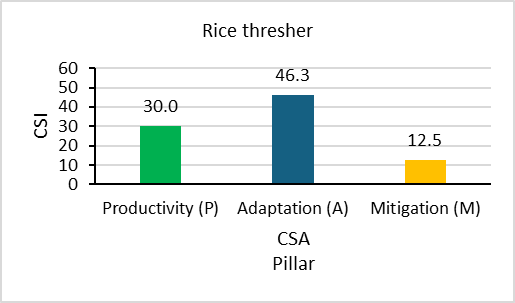 Rice thresher
CSI
60
50
40
30
20
10
0
30.0
46.3
12.5
Productivity (P)
Adaptation (A)
Mitigation (M)
CSA
Pillar